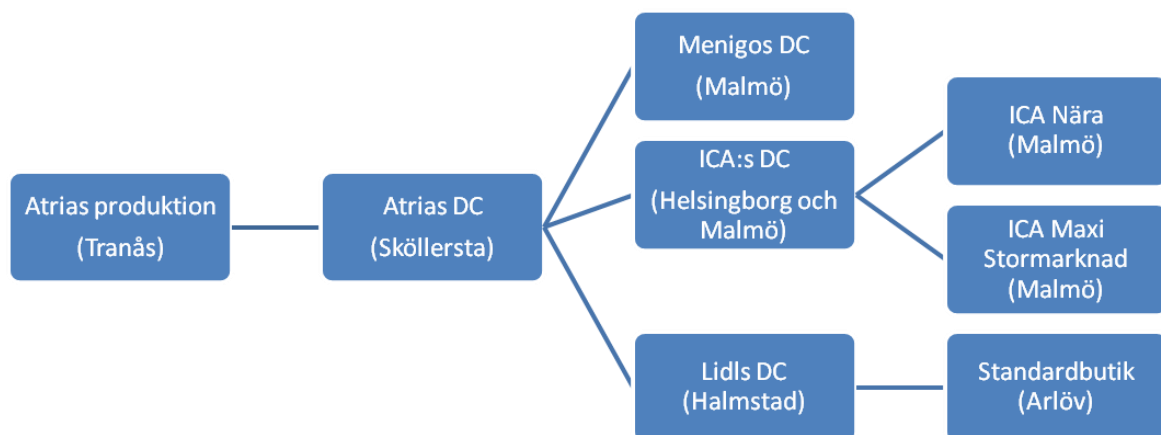 Atrias produktion
(Tranås)
Atrias DC
(Sköllersta)
Menigos DC
(Malmö)
ICA:s DC
(Helsingborg och
Malmö)
Lidls DC
(Halmstad)
ICA Nära
(Malmö)
ICA Maxi
Stormarknad
(Malmö)
Standardbutik
(Arlöv)